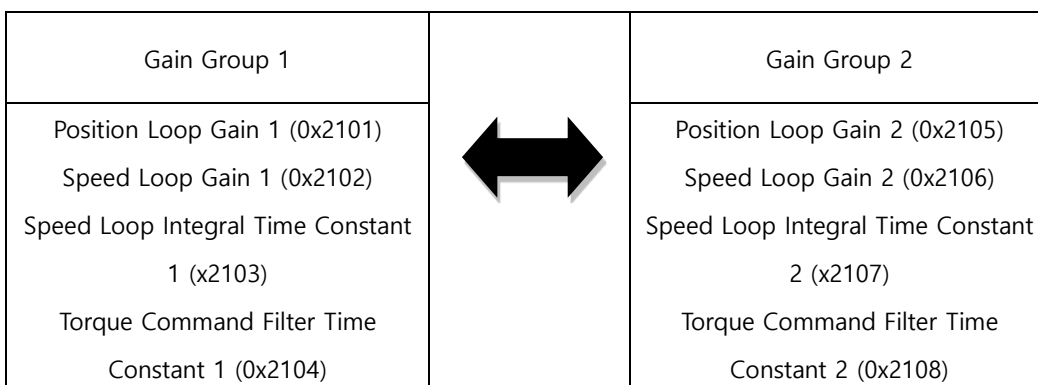 Gain Group 1
Gain Group 2
Position Loop Gain 1 (0x2101)
Speed Loop Gain 1 (0x2102)
Speed Loop Integral Time Constant
1 (x2103)
Torque Command Filter Time
Constant 1 (0x2104)
Position Loop Gain 2 (0x2105)
Speed Loop Gain 2 (0x2106)
Speed Loop Integral Time Constant
2 (x2107)
Torque Command Filter Time
Constant 2 (0x2108)